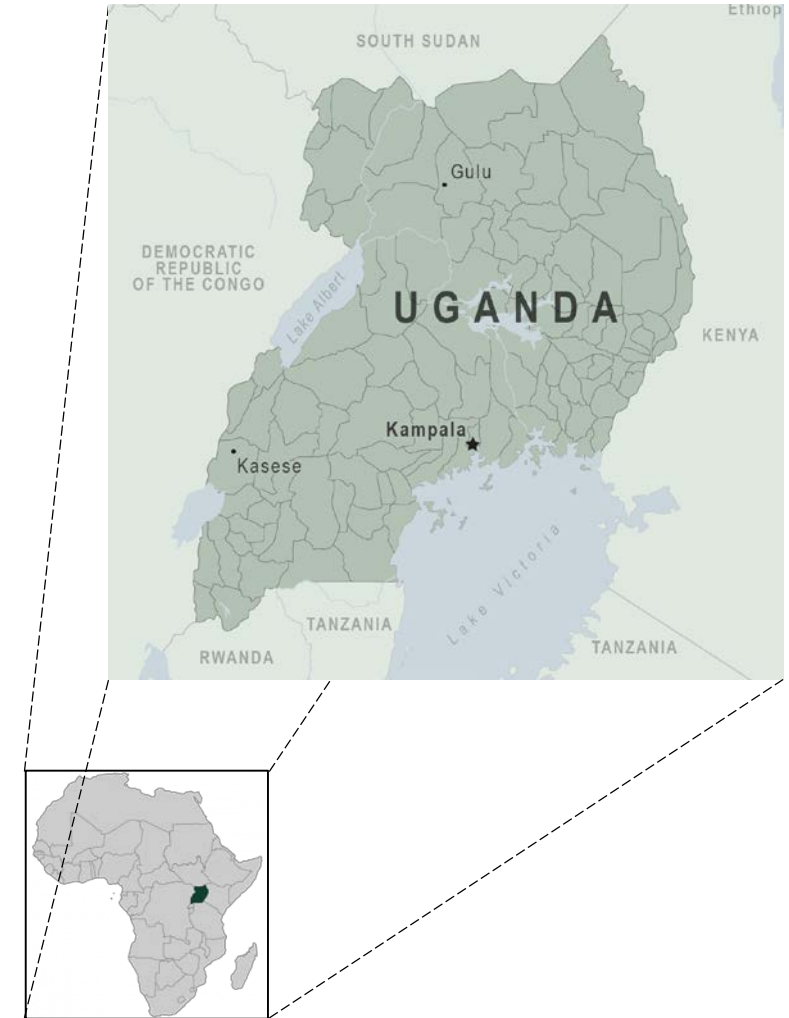 Ethiop
SOUTH SUDAN
Gulu
DEMOCRATIC
REPUBLIC
OF THE CONGO
Lake Albert
UGANDA
KENYA
Kampala
Kasese
Lake Victoria
TANZANIA
TANZANIA
RWANDA